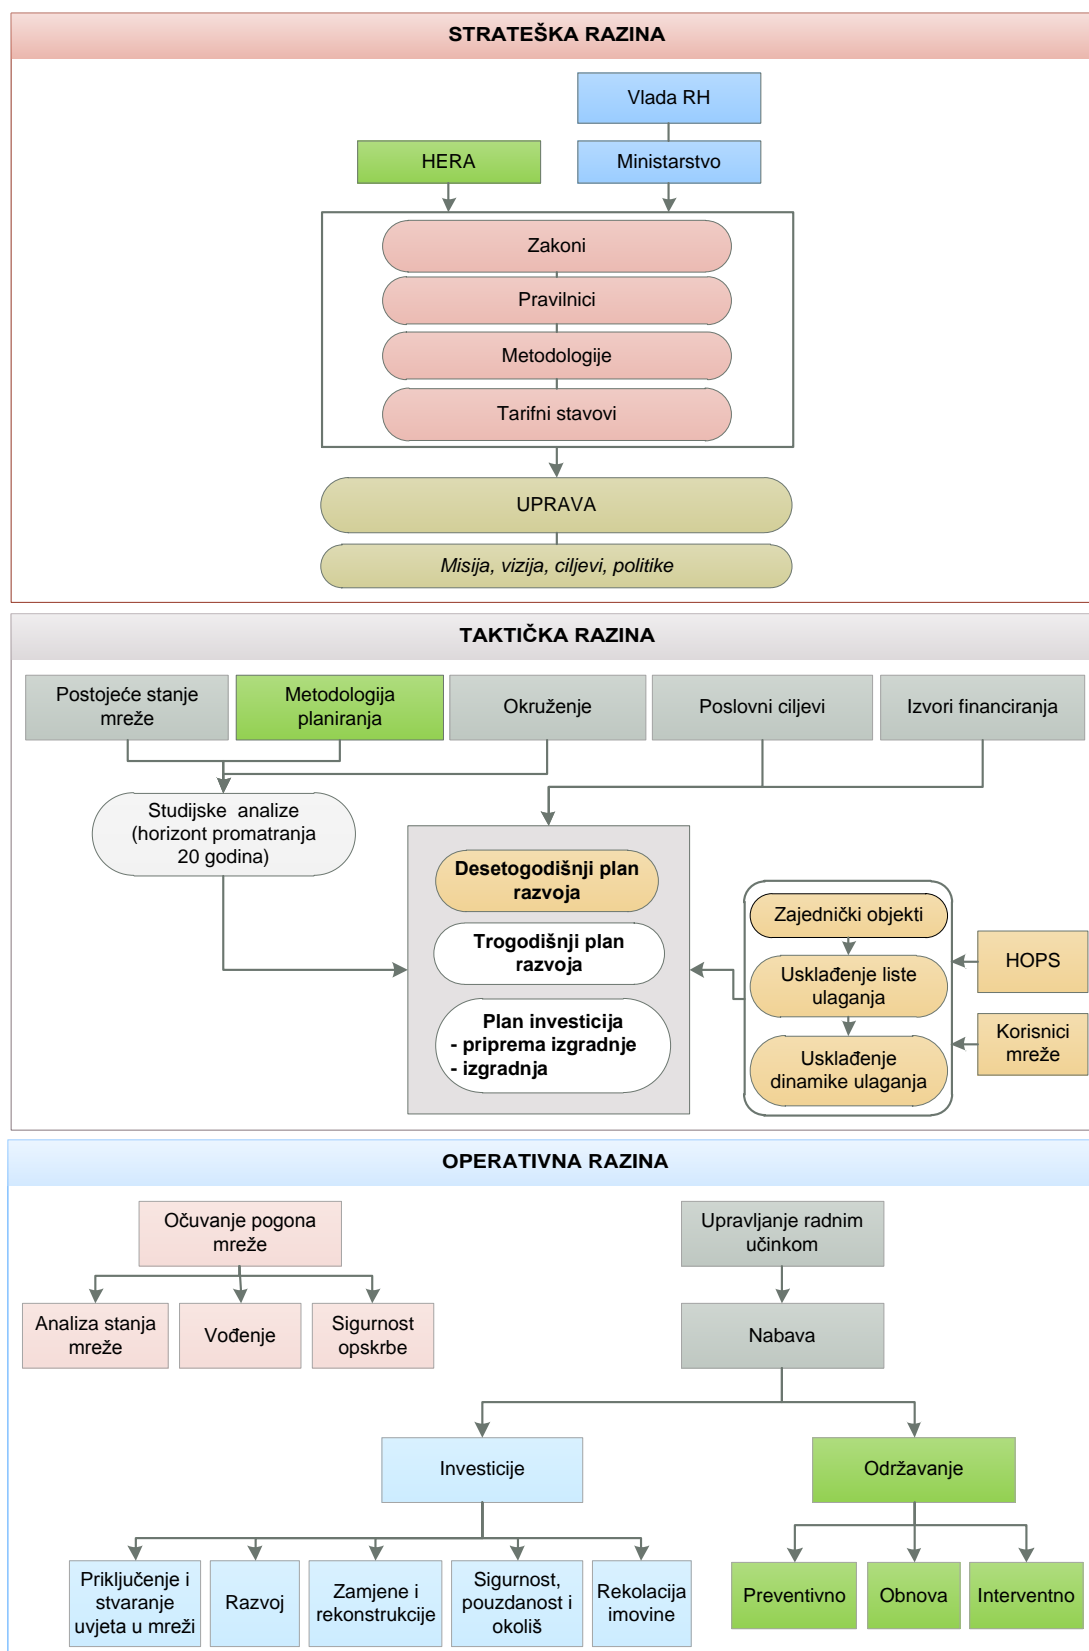 STRATEŠKA RAZINA
Vlada RH
HERA
Ministarstvo
Zakoni
Pravilnici
Metodologije
Tarifni stavovi
UPRAVA
Misija, vizija, ciljevi, politike
TAKTIČKA RAZINA
Postojeće stanje
mreže
Metodologija
planiranja
Okruženje
Poslovni ciljevi
Izvori financiranja
Studijske analize
(horizont promatranja
20 godina)
Desetogodišnji plan
razvoja
Trogodišnji plan
razvoja
Plan investicija
- priprema izgradnje
- izgradnja
Zajednički objekti
Usklađenje liste
ulaganja
Usklađenje
dinamike ulaganja
HOPS
Korisnici
mreže
OPERATIVNA RAZINA
Očuvanje pogona
mreže
Analiza stanja
mreže
Vođenje
Sigurnost
opskrbe
Upravljanje radnim
učinkom
Nabava
Investicije
Održavanje
Priključenje i
stvaranje
uvjeta u mreži
Razvoj
Zamjene i
rekonstrukcije
Sigurnost,
pouzdanost i
okoliš
Rekolacija
imovine
Preventivno
Obnova
Interventno